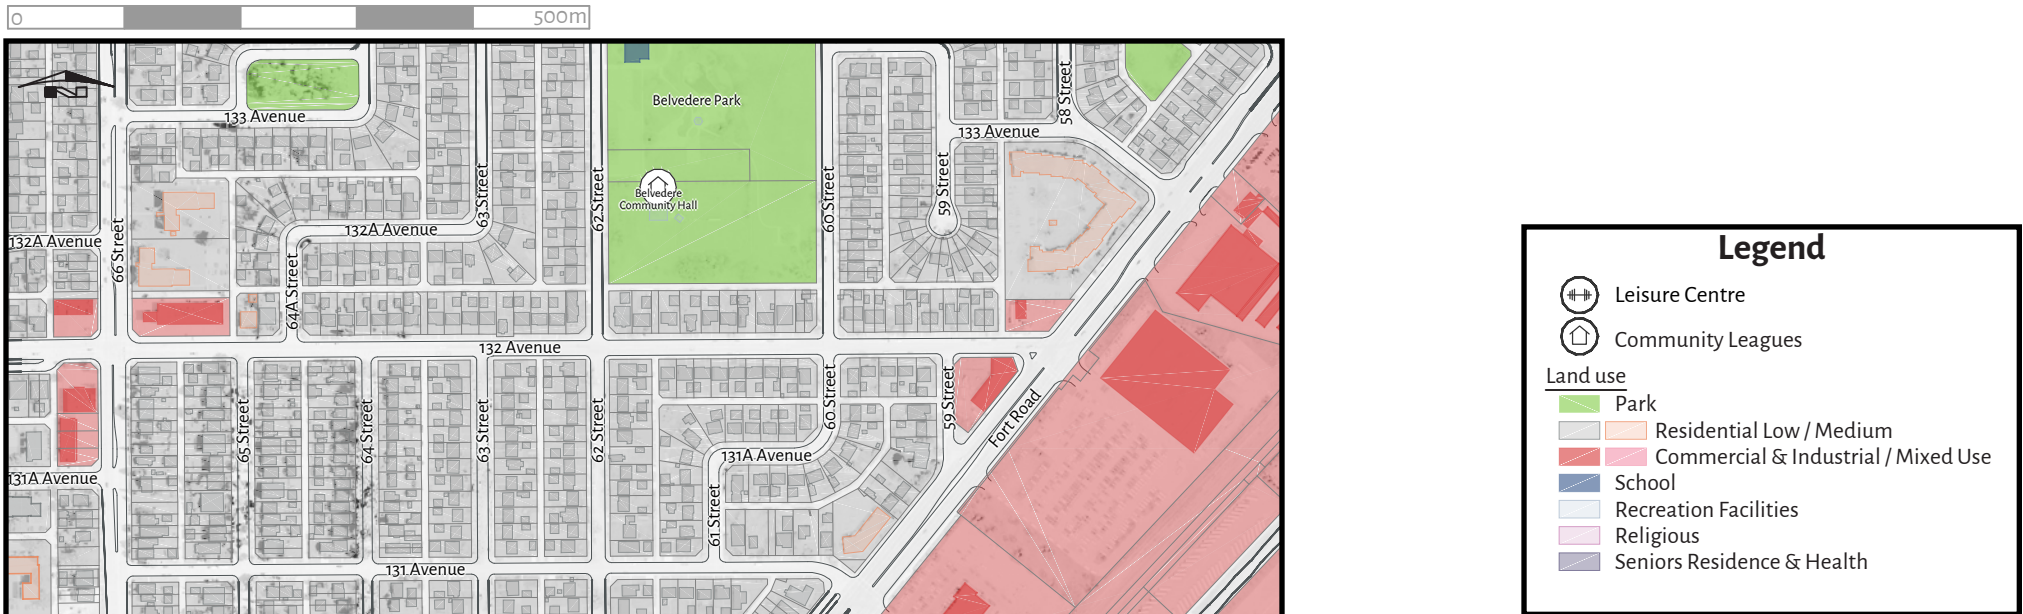 0 500m
Belvedere Park
58 Street
133 Avenue
133 Avenue
59 Street
63 Street
62 Street
60 Street
Belvedere
Community Hall
66 Street
132A Avenue
132A Avenue
64A Street
132 Avenue
65 Street
64 Street
63 Street
62 Street
60 Street
59 Street
Fort Road
131A Avenue
131A Avenue
61 Street
131 Avenue
Legend
Leisure Centre
Community Leagues
Land use
Park
Residential Low / Medium
Commercial & Industrial / Mixed Use
School
Recreation Facilities
Religious
Seniors Residence & Health